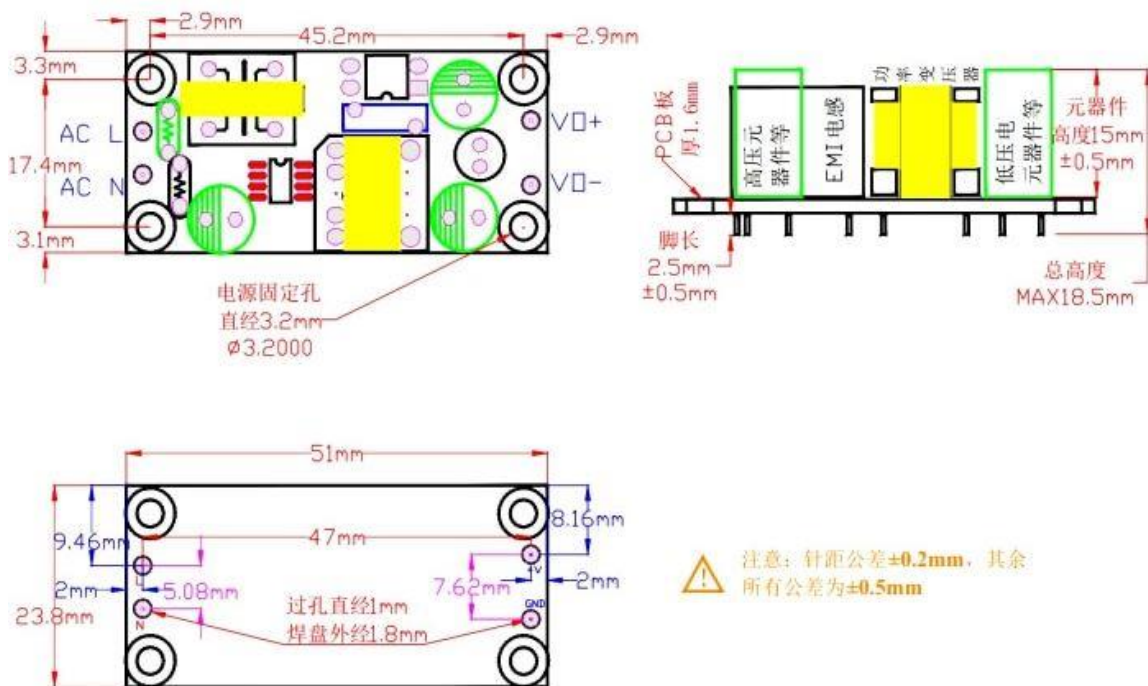 2.9mm
45.2mm
2.9mm
3.3mm
AC L
VO+
17.4mm
AC N
VO-
3.1mm
电源固定孔
直经3.2mm
Ø3.2000
PCB板
厚1.6mm
高压元
器件等
EMI电感
功率变压器
低压电
元器件等
元器件
高度15mm
±0.5mm
脚长
2.5mm
±0.5mm
总高度
MAX18.5mm
51mm
9.46mm
47mm
8.16mm
L
+V
2mm
5.08mm
7.62mm
2mm
23.8mm
N
GND
过孔直经1mm
焊盘外经1.8mm
注意：针距公差±0.2mm，其余
所有公差为±0.5mm